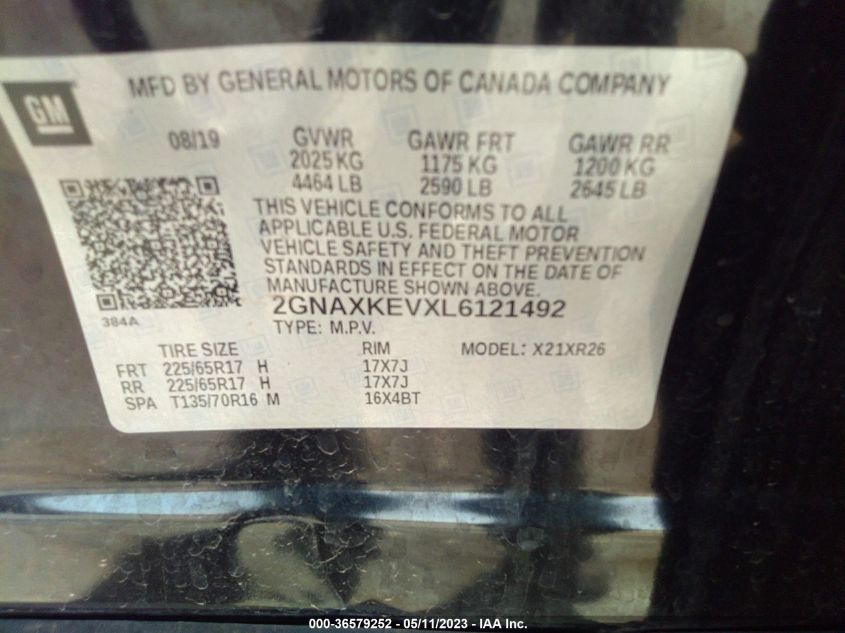 GM
MFD BY GENERAL MOTORS OF CANADA COMPANY
08/19 GVWR GAWR FRT GAWR RR
2025 KG 1175 KG 1200 KG
4464 LB 2590 LB 2645 LB
THIS VEHICLE CONFORMS TO ALL
APPLICABLE U.S. FEDERAL MOTOR
VEHICLE SAFETY AND THEFT PREVENTION
STANDARDS IN EFFECT ON THE DATE OF
MANUFACTURE SHOWN ABOVE.
384A
2GNAXKEVXL6121492
TYPE: M.P.V.
TIRE SIZE RIM MODEL: X21XR26
FRT 225/65R17 H 17X7J
RR 225/65R17 H 17X7J
SPA T135/70R16 M 16X4BT
000-36579252 - 05/11/2023 - IAA Inc.